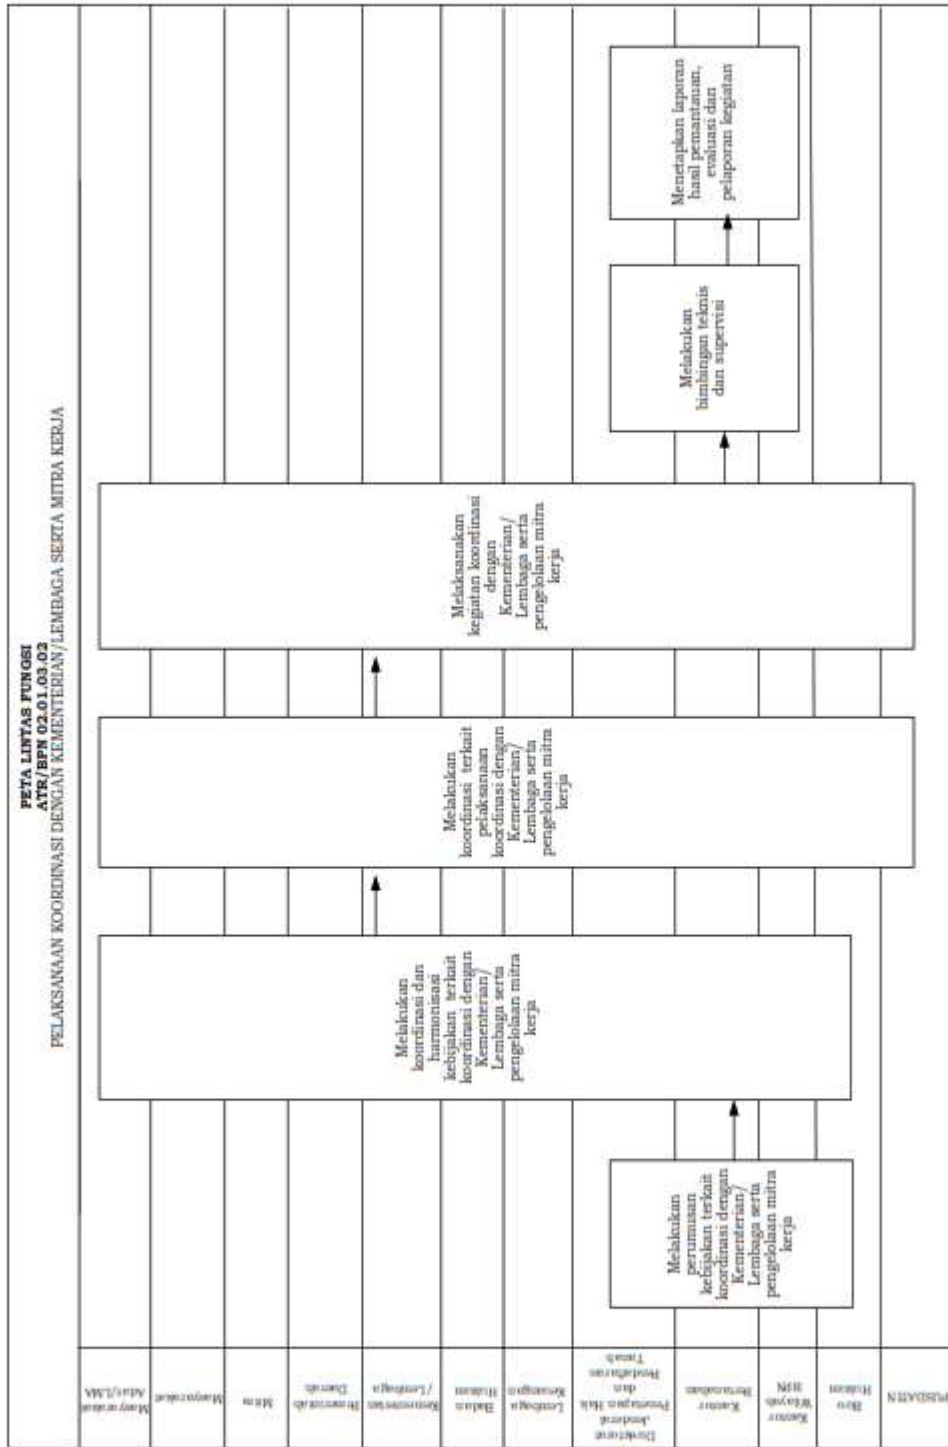 PETA LINTAS FUNGSI
ATR/BPN 02.01.03.02
PELAKSANAAN KOORDINASI DENGAN KEMENTERIAN/LEMBAGA SERTA MITRA KERJA
Masyarakat
Adat/LMA
Masyarakat
Mitra
Pemerintah
Daerah
Kementerian
/Lembaga
Badan
Hukum
Lembaga
Keuangan
Direktorat
Jenderal
Penetapan Hak
dan
Pendaftaran
Tanah
Kantor
Pertanahan
Kantor
Wilayah
BPN
Biro
Hukum
PUSDATIN
Melakukan
perumusan
kebijakan terkait
koordinasi dengan
Kementerian/
Lembaga serta
pengelolaan mitra
kerja
Melakukan
koordinasi dan
harmonisasi
kebijakan terkait
koordinasi dengan
Kementerian/
Lembaga serta
pengelolaan mitra
kerja
Melakukan
koordinasi terkait
pelaksanaan
koordinasi dengan
Kementerian/
Lembaga serta
pengelolaan mitra
kerja
Melaksanakan
kegiatan koordinasi
dengan
Kementerian/
Lembaga serta
pengelolaan mitra
kerja
Melakukan
bimbingan teknis
dan supervisi
Menetapkan laporan
hasil pemantauan,
evaluasi dan
pelaporan kegiatan